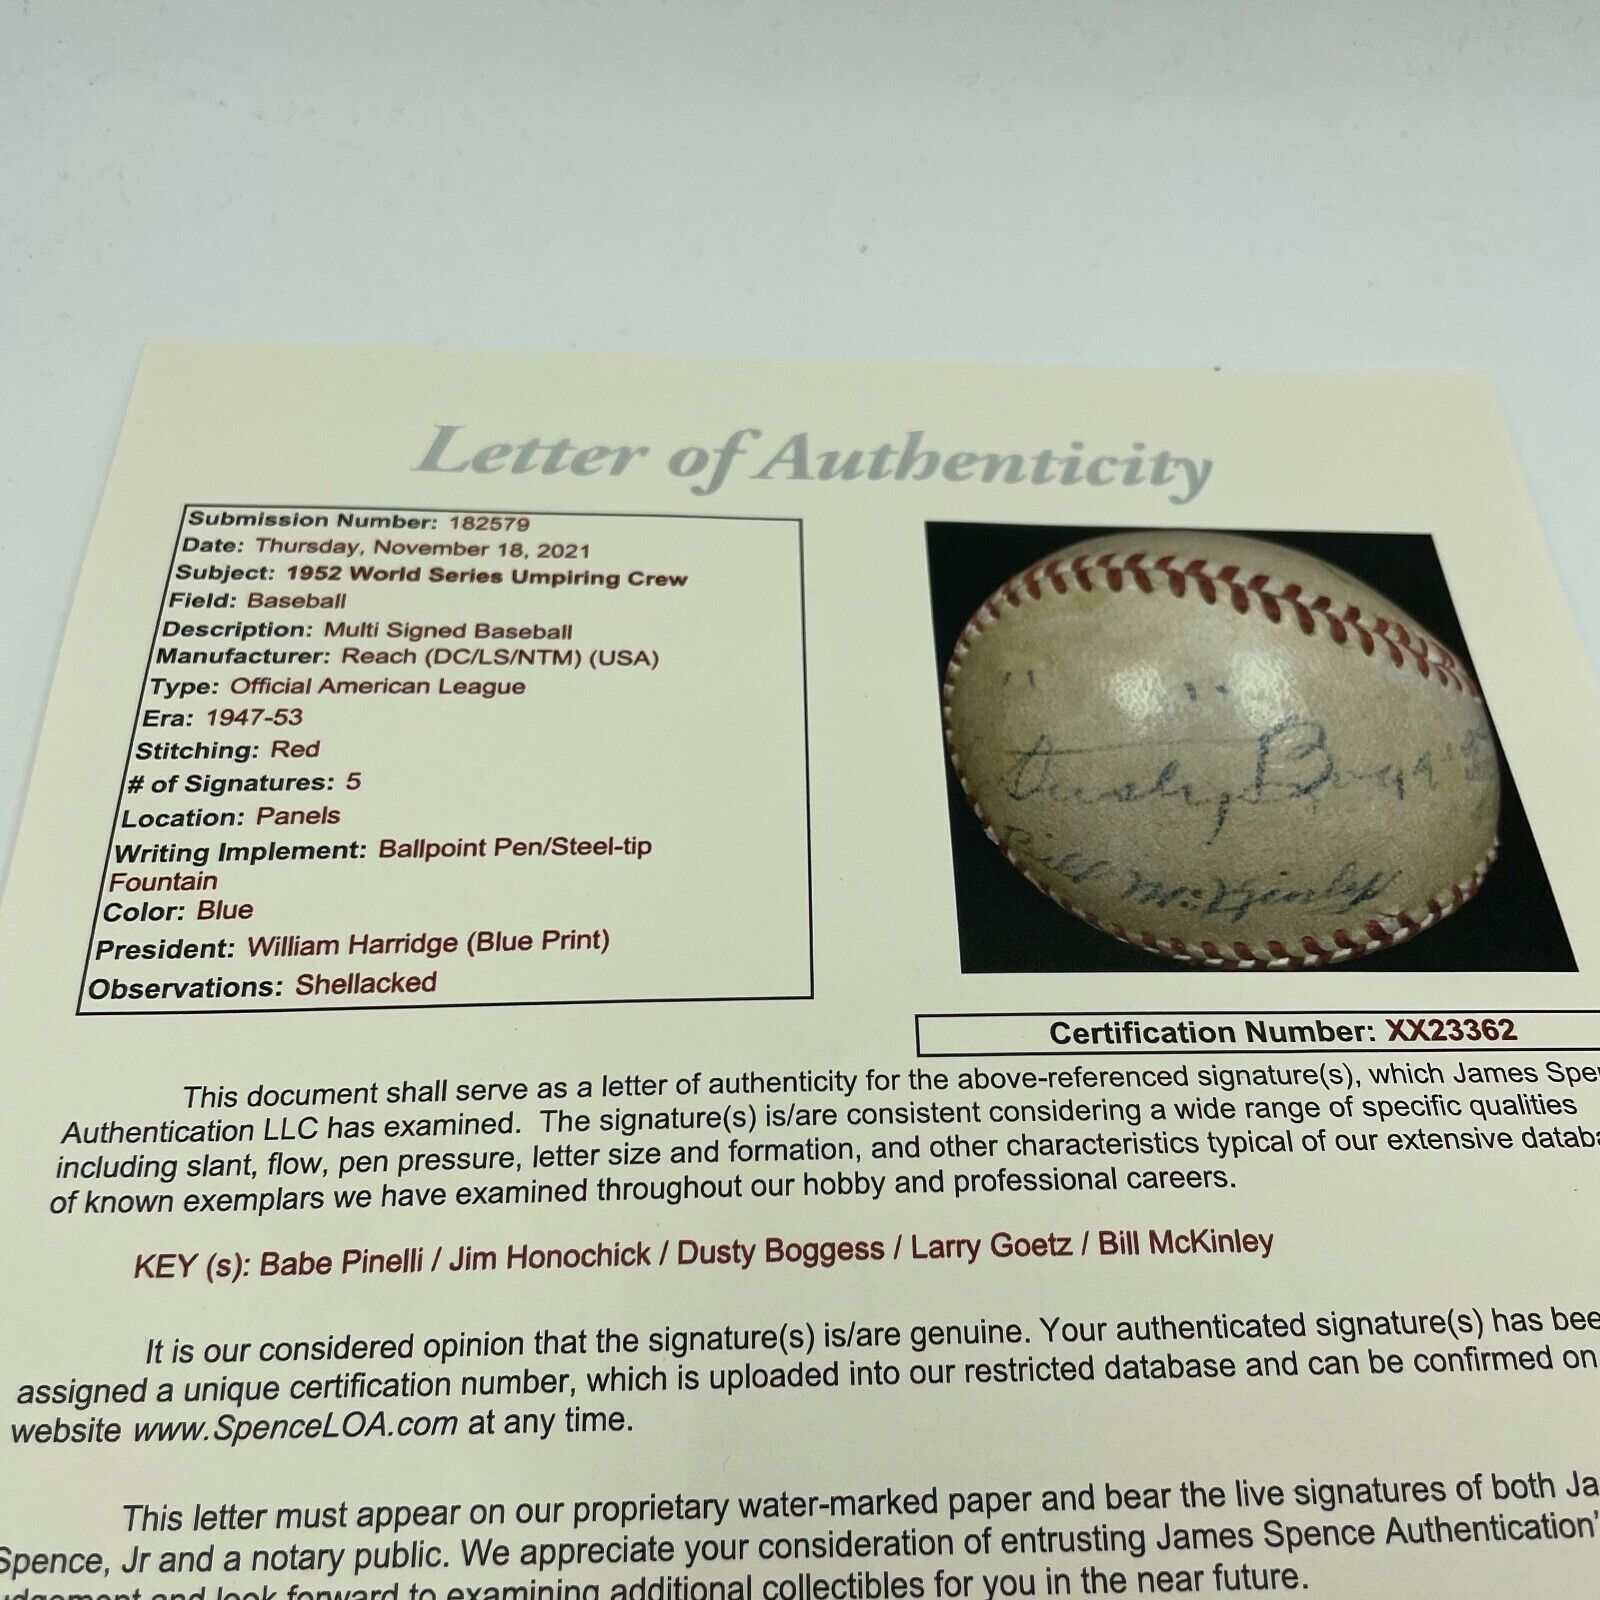 Letter of Authenticity
Submission Number: 182579
Date: Thursday, November 18, 2021
Subject: 1952 World Series Umpiring Crew
Field: Baseball
Description: Multi Signed Baseball
Manufacturer: Reach (DC/LS/NTM) (USA)
Type: Official American League
Era: 1947-53
Stitching: Red
# of Signatures: 5
Location: Panels
Writing Implement: Ballpoint Pen/Steel-tip
Fountain
Color: Blue
President: William Harridge (Blue Print)
Observations: Shellacked
"Dusty" Boggess
Bill McKinley
Certification Number: XX23362
This document shall serve as a letter of authenticity for the above-referenced signature(s), which James Spe
Authentication LLC has examined. The signature(s) is/are consistent considering a wide range of specific qualities
including slant, flow, pen pressure, letter size and formation, and other characteristics typical of our extensive databa
of known exemplars we have examined throughout our hobby and professional careers.
KEY (s): Babe Pinelli / Jim Honochick / Dusty Boggess / Larry Goetz / Bill McKinley
It is our considered opinion that the signature(s) is/are genuine. Your authenticated signature(s) has bee
assigned a unique certification number, which is uploaded into our restricted database and can be confirmed on
website www.SpenceLOA.com at any time.
This letter must appear on our proprietary water-marked paper and bear the live signatures of both Ja
Spence, Jr and a notary public. We appreciate your consideration of entrusting James Spence Authentication'
udgement and look forward to examining additional collectibles for you in the near future.